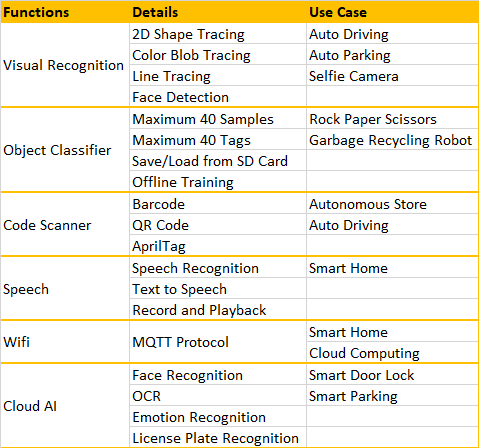 Functions Details Use Case
2D Shape Tracing Auto Driving
Color Blob Tracing Auto Parking
Visual Recognition
Line Tracing Selfie Camera
Face Detection
Maximum 40 Samples Rock Paper Scissors
Maximum 40 Tags Garbage Recycling Robot
Object Classifier
Save/Load from SD Card
Offline Training
Barcode Autonomous Store
Code Scanner QR Code Auto Driving
AprilTag
Speech Recognition Smart Home
Speech Text to Speech
Record and Playback
Smart Home
Wifi MQTT Protocol
Cloud Computing
Face Recognition Smart Door Lock
OCR Smart Parking
Cloud AI
Emotion Recognition
License Plate Recognition